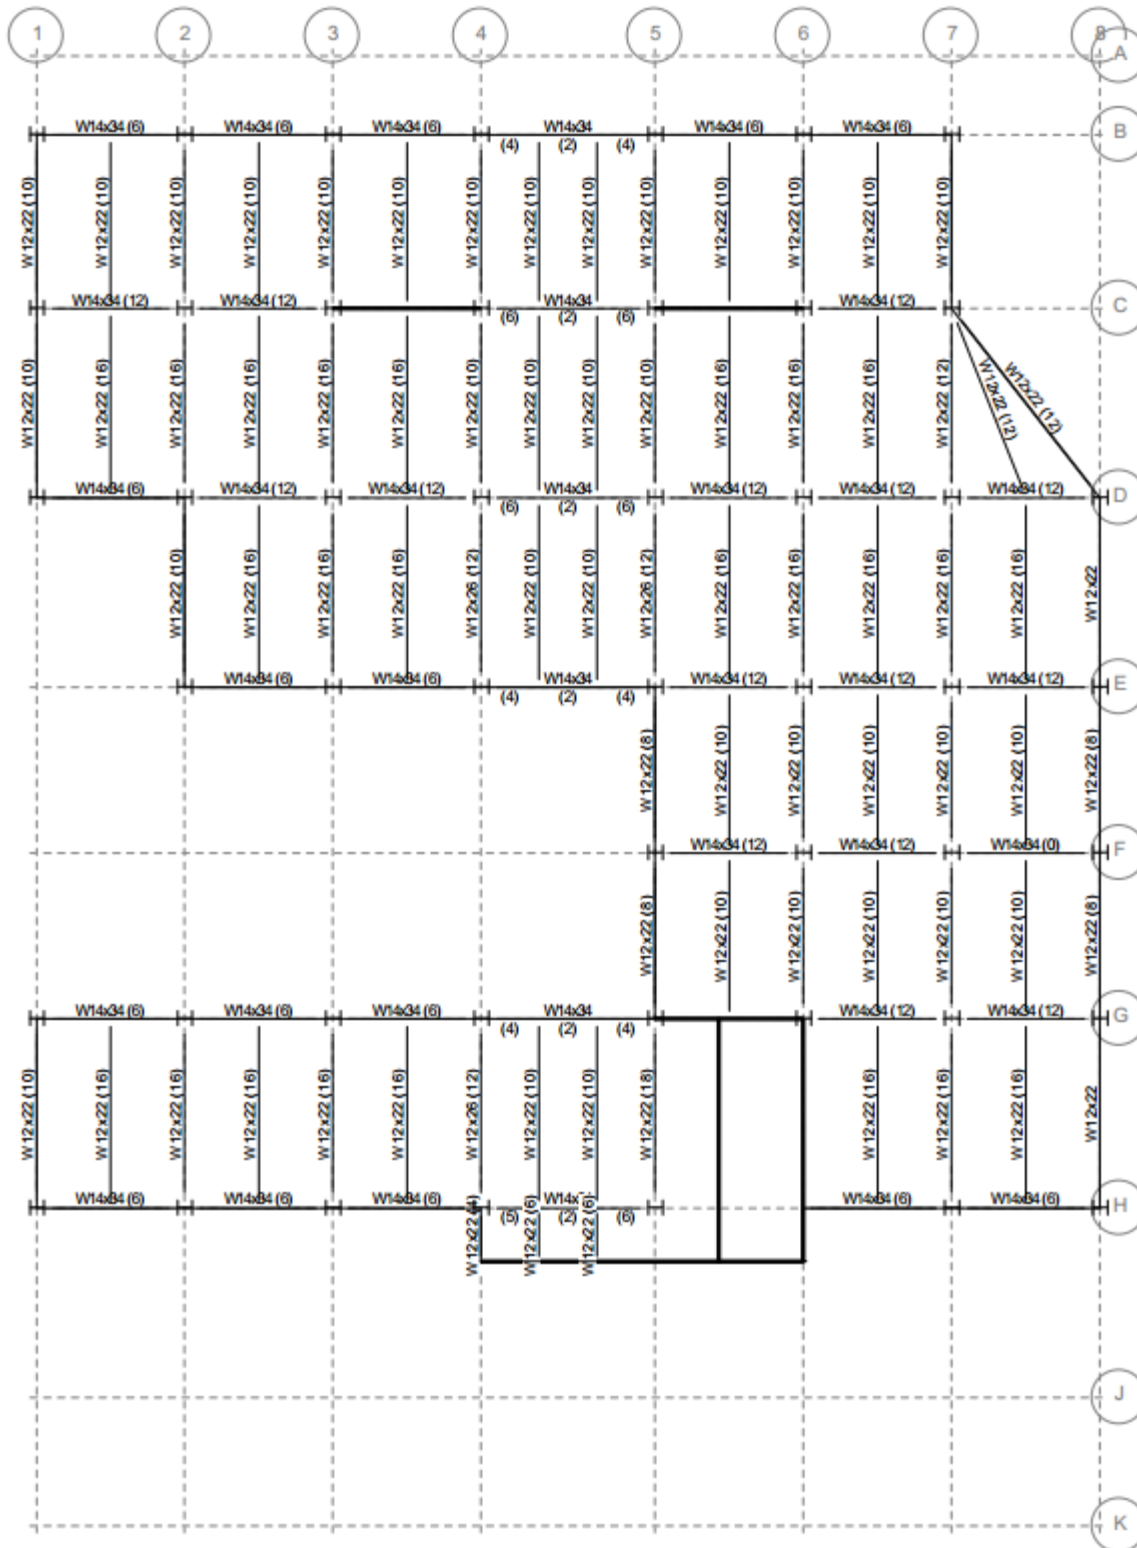 1 2 3 4 5 6 7 8
A
W14x34 (6) W14x34 (6) W14x34 (6) W14x34 W14x34 (6) W14x34 (6)
B
(4) (2) (4)
W12x22 (10) W12x22 (10) W12x22 (10) W12x22 (10) W12x22 (10) W12x22 (10) W12x22 (10) W12x22 (10) W12x22 (10) W12x22 (10) W12x22 (10) W12x22 (10) W12x22 (10) W12x22 (10)
W14x34 (12) W14x34 (12) W14x34 W14x34 (12)
C
(6) (2) (6)
W12x22 (10) W12x22 (16) W12x22 (16) W12x22 (16) W12x22 (16) W12x22 (16) W12x22 (10) W12x22 (10) W12x22 (10) W12x22 (10) W12x22 (16) W12x22 (16) W12x22 (16) W12x22 (12) W12x22 (12) W12x22 (12)
W14x34 (6) W14x34 (12) W14x34 (12) W14x34 W14x34 (12) W14x34 (12) W14x34 (12)
D
(6) (2) (6)
W12x22 (10) W12x22 (16) W12x22 (16) W12x22 (16) W12x26 (12) W12x22 (10) W12x22 (10) W12x26 (12) W12x22 (16) W12x22 (16) W12x22 (16) W12x22 (16) W12x22 (16) W12x22
W14x34 (6) W14x34 (6) W14x34 W14x34 (12) W14x34 (12) W14x34 (12)
E
(4) (2) (4)
W12x22 (8) W12x22 (10) W12x22 (10) W12x22 (10) W12x22 (10) W12x22 (10) W12x22 (8)
W14x34 (12) W14x34 (12) W14x34 (0)
F
W12x22 (8) W12x22 (10) W12x22 (10) W12x22 (10) W12x22 (10) W12x22 (10) W12x22 (8)
W14x34 (6) W14x34 (6) W14x34 (6) W14x34 W14x34 (12) W14x34 (12)
G
(4) (2) (4)
W12x22 (10) W12x22 (16) W12x22 (16) W12x22 (16) W12x22 (16) W12x22 (16) W12x26 (12) W12x22 (10) W12x22 (10) W12x22 (18) W12x22 (16) W12x22 (16) W12x22 (16) W12x22
W14x34 (6) W14x34 (6) W14x34 (6) W14x34 (6) W14x34 (6)
H
(5) (2) (6)
W12x22 (4) W12x22 (6) W12x22 (6)
J
K